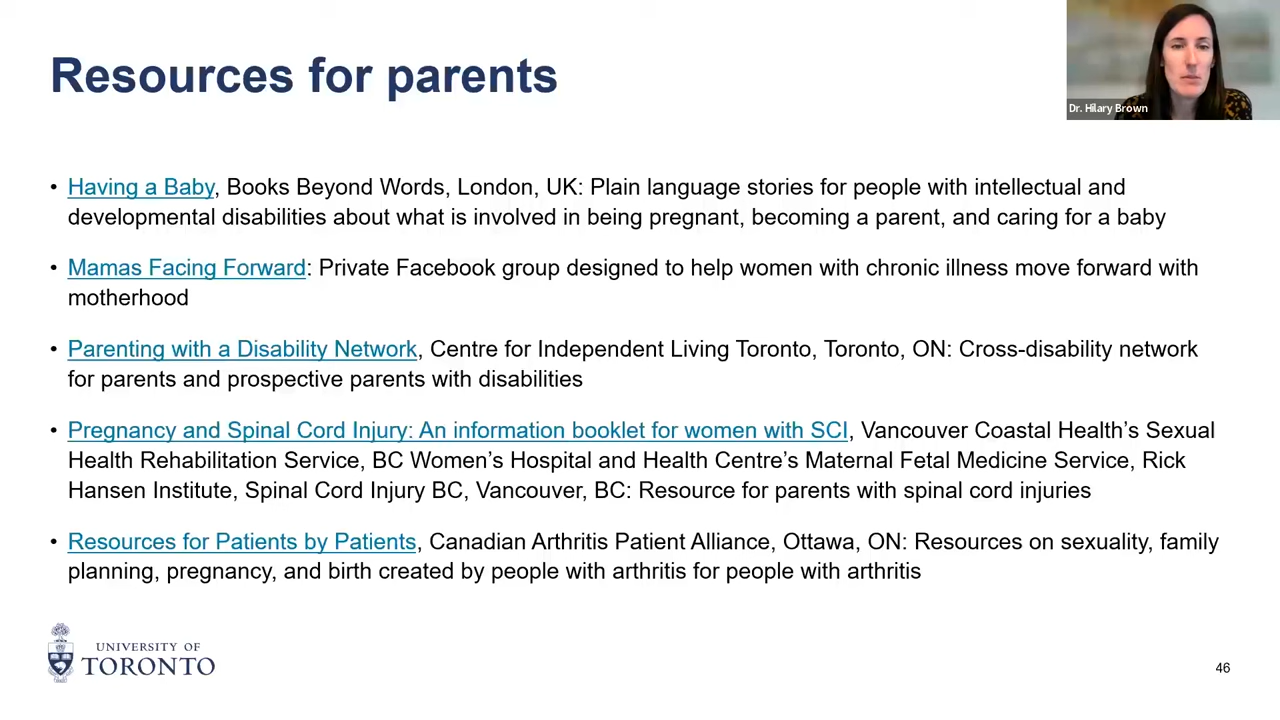 Resources for parents
Dr. Hilary Brown
• Having a Baby, Books Beyond Words, London, UK: Plain language stories for people with intellectual and
developmental disabilities about what is involved in being pregnant, becoming a parent, and caring for a baby
• Mamas Facing Forward: Private Facebook group designed to help women with chronic illness move forward with
motherhood
• Parenting with a Disability Network, Centre for Independent Living Toronto, Toronto, ON: Cross-disability network
for parents and prospective parents with disabilities
• Pregnancy and Spinal Cord Injury: An information booklet for women with SCI, Vancouver Coastal Health’s Sexual
Health Rehabilitation Service, BC Women’s Hospital and Health Centre’s Maternal Fetal Medicine Service, Rick
Hansen Institute, Spinal Cord Injury BC, Vancouver, BC: Resource for parents with spinal cord injuries
• Resources for Patients by Patients, Canadian Arthritis Patient Alliance, Ottawa, ON: Resources on sexuality, family
planning, pregnancy, and birth created by people with arthritis for people with arthritis
UNIVERSITY OF
TORONTO
46